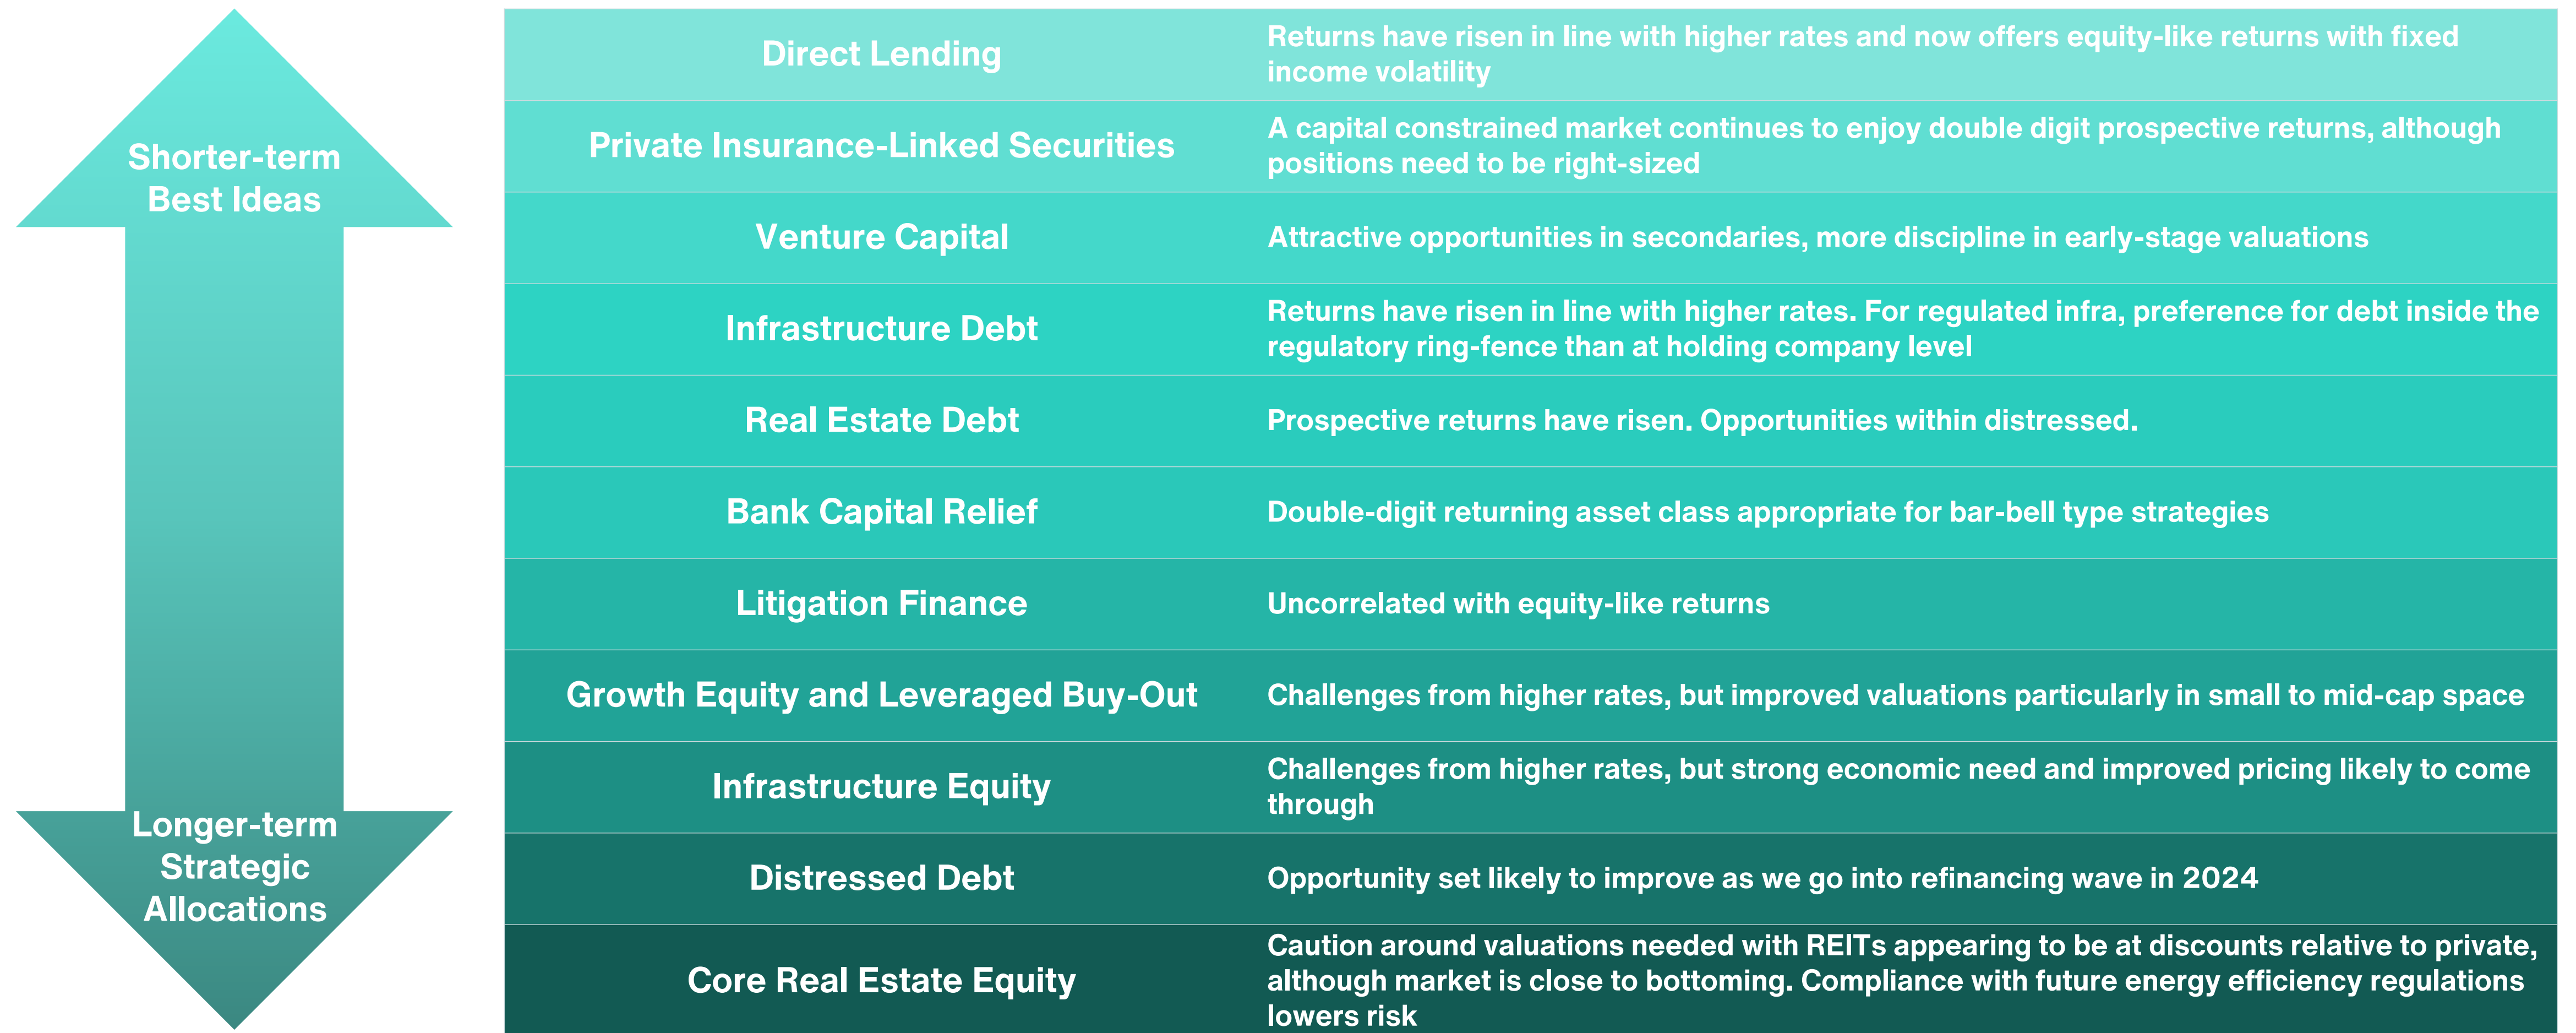 Shorter-term
Best Ideas
Longer-term
Strategic
Allocations
Direct Lending
Returns have risen in line with higher rates and now offers equity-like returns with fixed
income volatility
Private Insurance-Linked Securities
A capital constrained market continues to enjoy double digit prospective returns, although
positions need to be right-sized
Venture Capital
Attractive opportunities in secondaries, more discipline in early-stage valuations
Infrastructure Debt
Returns have risen in line with higher rates. For regulated infra, preference for debt inside the
regulatory ring-fence than at holding company level
Real Estate Debt
Prospective returns have risen. Opportunities within distressed.
Bank Capital Relief
Double-digit returning asset class appropriate for bar-bell type strategies
Litigation Finance
Uncorrelated with equity-like returns
Growth Equity and Leveraged Buy-Out
Challenges from higher rates, but improved valuations particularly in small to mid-cap space
Infrastructure Equity
Challenges from higher rates, but strong economic need and improved pricing likely to come
through
Distressed Debt
Opportunity set likely to improve as we go into refinancing wave in 2024
Core Real Estate Equity
Caution around valuations needed with REITs appearing to be at discounts relative to private,
although market is close to bottoming. Compliance with future energy efficiency regulations
lowers risk